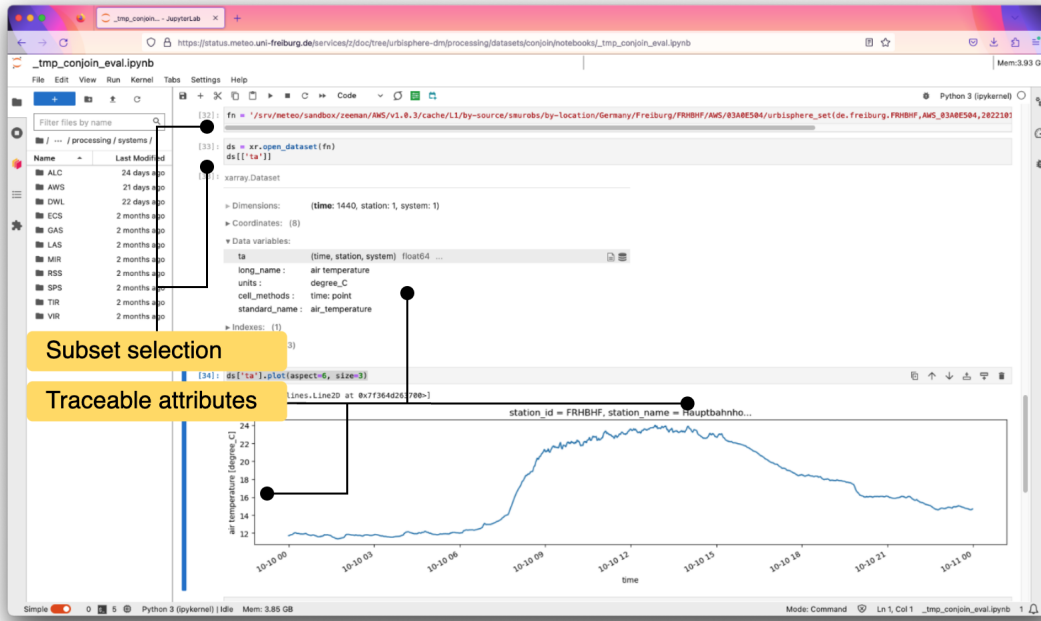 _tmp_conjoin... - JupyterLab × +
https://status.meteo.uni-freiburg.de/services/z/doc/tree/urbisphere-dm/processing/datasets/conjoin/notebooks/_tmp_conjoin_eval.ipynb
_tmp_conjoin_eval.ipynb
Mem:3.93 G
File Edit View Run Kernel Tabs Settings Help
Code
Python 3 (ipykernel)
Filter files by name
/ ··· / processing / systems /
Name Last Modified
ALC 24 days ago
AWS 21 days ago
DWL 22 days ago
ECS 2 months ago
GAS 2 months ago
LAS 2 months ago
MIR 2 months ago
RSS 2 months ago
SPS 2 months ago
TIR 2 months ago
VIR 2 months ago
[32]: fn = '/srv/meteo/sandbox/zeeman/AWS/v1.0.3/cache/L1/by-source/smurobs/by-location/Germany/Freiburg/FRHBHF/AWS/03A0E504/urbisphere_set(de.freiburg.FRHBHF,AWS_03A0E504,2022101
[33]: ds = xr.open_dataset(fn)
ds[['ta']]
xarray.Dataset
Dimensions: (time: 1440, station: 1, system: 1)
Coordinates: (8)
Data variables:
ta (time, station, system) float64 ...
long_name : air temperature
units : degree_C
cell_methods : time: point
standard_name : air_temperature
Indexes: (1)
3)
Subset selection
[34]: ds['ta'].plot(aspect=6, size=3)
Traceable attributes
lines.Line2D at 0x7f364d263700>]
station_id = FRHBHF, station_name = Hauptbahnho...
air temperature [degree_C]
24
22
20
18
16
14
12
10-10 00 10-10 03 10-10 06 10-10 09 10-10 12 10-10 15 10-10 18 10-10 21 10-11 00
time
Simple 0 5 Python 3 (ipykernel) | Idle Mem: 3.85 GB Mode: Command Ln 1, Col 1 _tmp_conjoin_eval.ipynb 1